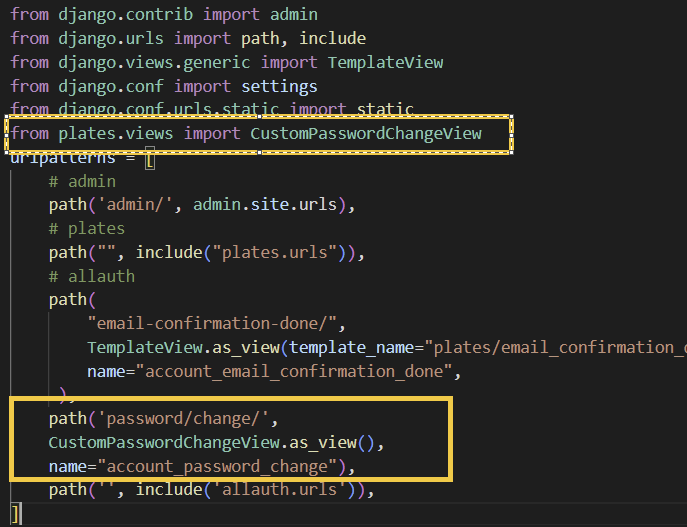 from django.contrib import admin
from django.urls import path, include
from django.views.generic import TemplateView
from django.conf import settings
from django.conf.urls.static import static
from plates.views import CustomPasswordChangeView
urlpatterns = [
    # admin
    path('admin/', admin.site.urls),
    # plates
    path("", include("plates.urls")),
    # allauth
    path(
        "email-confirmation-done/",
        TemplateView.as_view(template_name="plates/email_confirmation_
        name="account_email_confirmation_done",
    ),
    path('password/change/',
    CustomPasswordChangeView.as_view(),
    name="account_password_change"),
    path('', include('allauth.urls')),
]